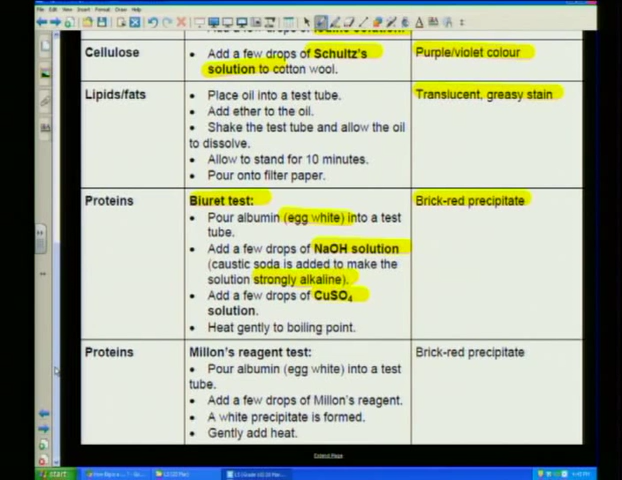 Cellulose
• Add a few drops of Schultz's
solution to cotton wool.
Purple/violet colour
Lipids/fats
• Place oil into a test tube.
• Add ether to the oil.
• Shake the test tube and allow the oil
to dissolve.
• Allow to stand for 10 minutes.
• Pour onto filter paper.
Translucent, greasy stain
Proteins
Biuret test:
• Pour albumin (egg white) into a test
tube.
• Add a few drops of NaOH solution
(caustic soda is added to make the
solution strongly alkaline).
• Add a few drops of CuSO₄
solution.
• Heat gently to boiling point.
Brick-red precipitate
Proteins
Millon's reagent test:
• Pour albumin (egg white) into a test
tube.
• Add a few drops of Millon's reagent.
• A white precipitate is formed.
• Gently add heat.
Brick-red precipitate
Extend Page
start